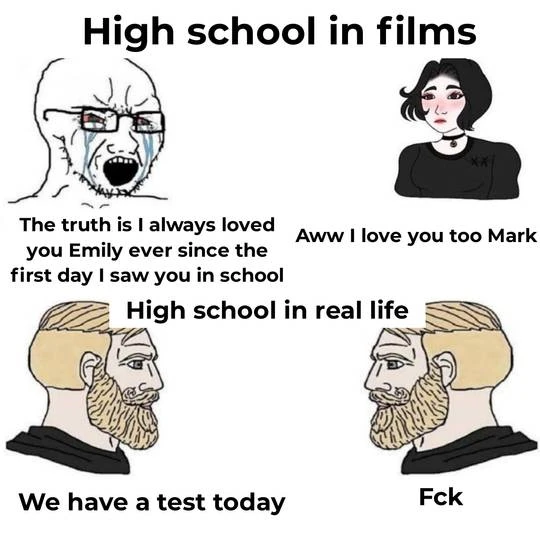 High school in films
The truth is I always loved
you Emily ever since the
first day I saw you in school
Aww I love you too Mark
High school in real life
We have a test today
Fck